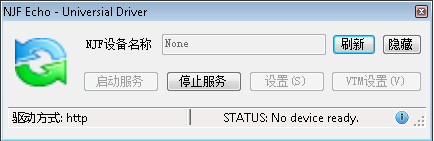 NJF Echo - Universial Driver
NJF设备名称 None 刷新 隐藏
启动服务 停止服务 设置(S) VTM设置(V)
驱动方式: http STATUS: No device ready.